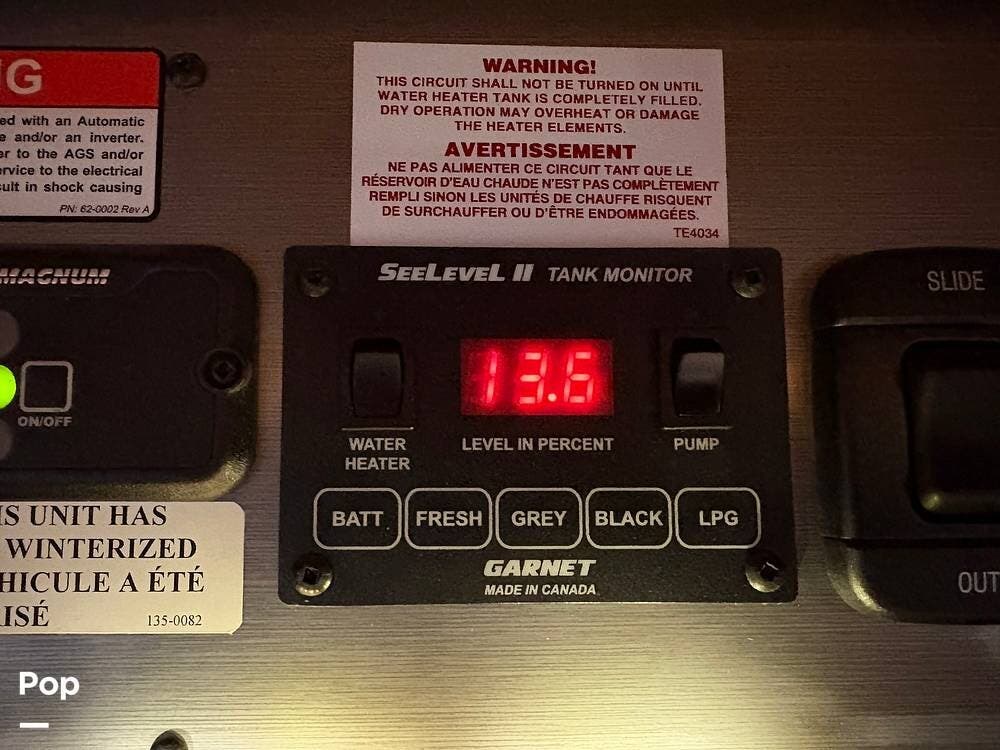 NG
ed with an Automatic
e and/or an inverter.
er to the AGS and/or
ervice to the electrical
sult in shock causing
PN: 62-0002 Rev A
WARNING!
THIS CIRCUIT SHALL NOT BE TURNED ON UNTIL
WATER HEATER TANK IS COMPLETELY FILLED.
DRY OPERATION MAY OVERHEAT OR DAMAGE
THE HEATER ELEMENTS.
AVERTISSEMENT
NE PAS ALIMENTER CE CIRCUIT TANT QUE LE
RÉSERVOIR D'EAU CHAUDE N'EST PAS COMPLÈTEMENT
REMPLI SINON LES UNITÉS DE CHAUFFE RISQUENT
DE SURCHAUFFER OU D'ÊTRE ENDOMMAGÉES.
TE4034
MAGNUM
ON/OFF
SEELEVEL II TANK MONITOR
13.6
WATER
HEATER
LEVEL IN PERCENT
PUMP
BATT FRESH GREY BLACK LPG
GARNET
MADE IN CANADA
SLIDE
OUT
IS UNIT HAS
WINTERIZED
HICULE A ÉTÉ
RISÉ
135-0082
Pop